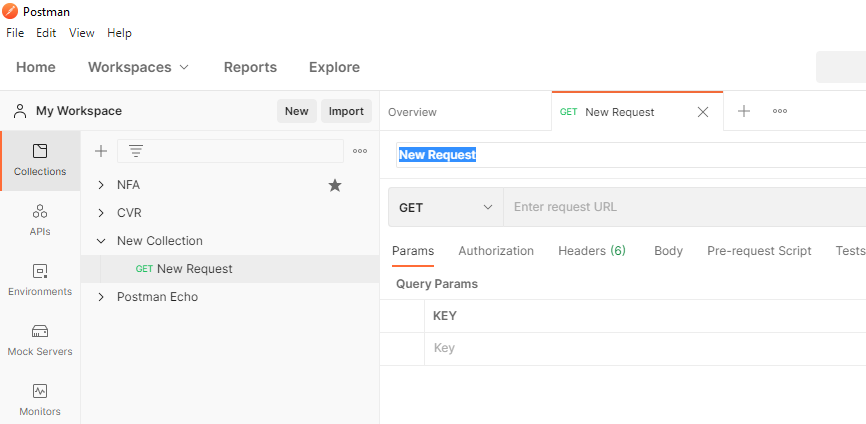 Postman
File Edit View Help
Home Workspaces Reports Explore
My Workspace New Import
Overview GET New Request
Collections
APIs
Environments
Mock Servers
Monitors
NFA
CVR
New Collection
GET New Request
Postman Echo
New Request
GET Enter request URL
Params Authorization Headers (6) Body Pre-request Script Tests
Query Params
KEY
Key